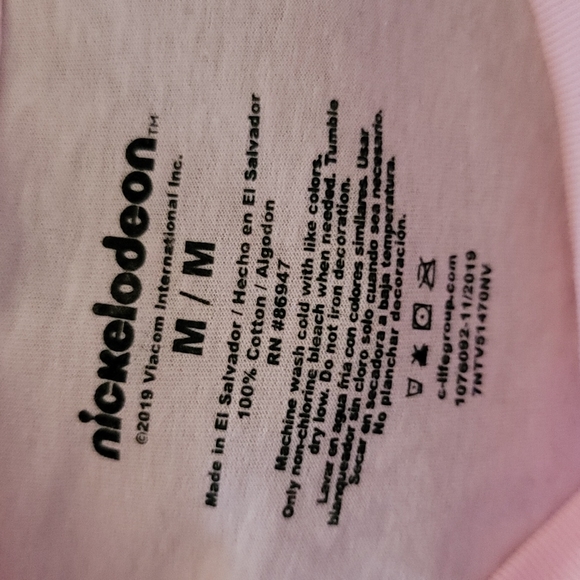 nickelodeon™
©2019 Viacom International Inc.
M / M
Made in El Salvador / Hecho en El Salvador
100% Cotton / Algodon
RN #86947
Machine wash cold with like colors.
Only non-chlorine bleach when needed. Tumble
dry low. Do not iron decoration.
Lavar en agua fria con colores similares. Usar
blanqueador sin cloro solo cuando sea necesario.
Secar en secadora a baja temperatura.
No planchar decoración.
c-lifegroup.com
1076092-11/2019
7NTV51470NV